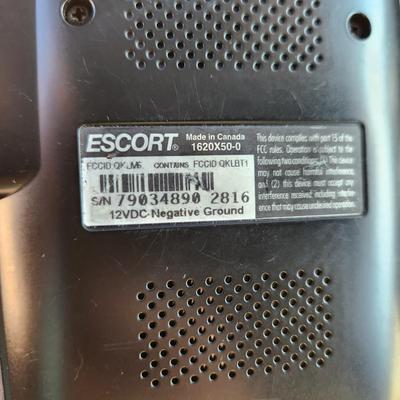 ESCORT® Made in Canada
1620X50-0
FCCID:QKLM6 CONTAINS FCCID:QKLBT1
S/N 79034890 2816
12VDC-Negative Ground
This device complies with part 15 of the
FCC rules. Operation is subject to the
following two conditions: (1) This device
may not cause harmful interference,
and (2) this device must accept any
interference received including interfer-
ence that may cause undesired operation.